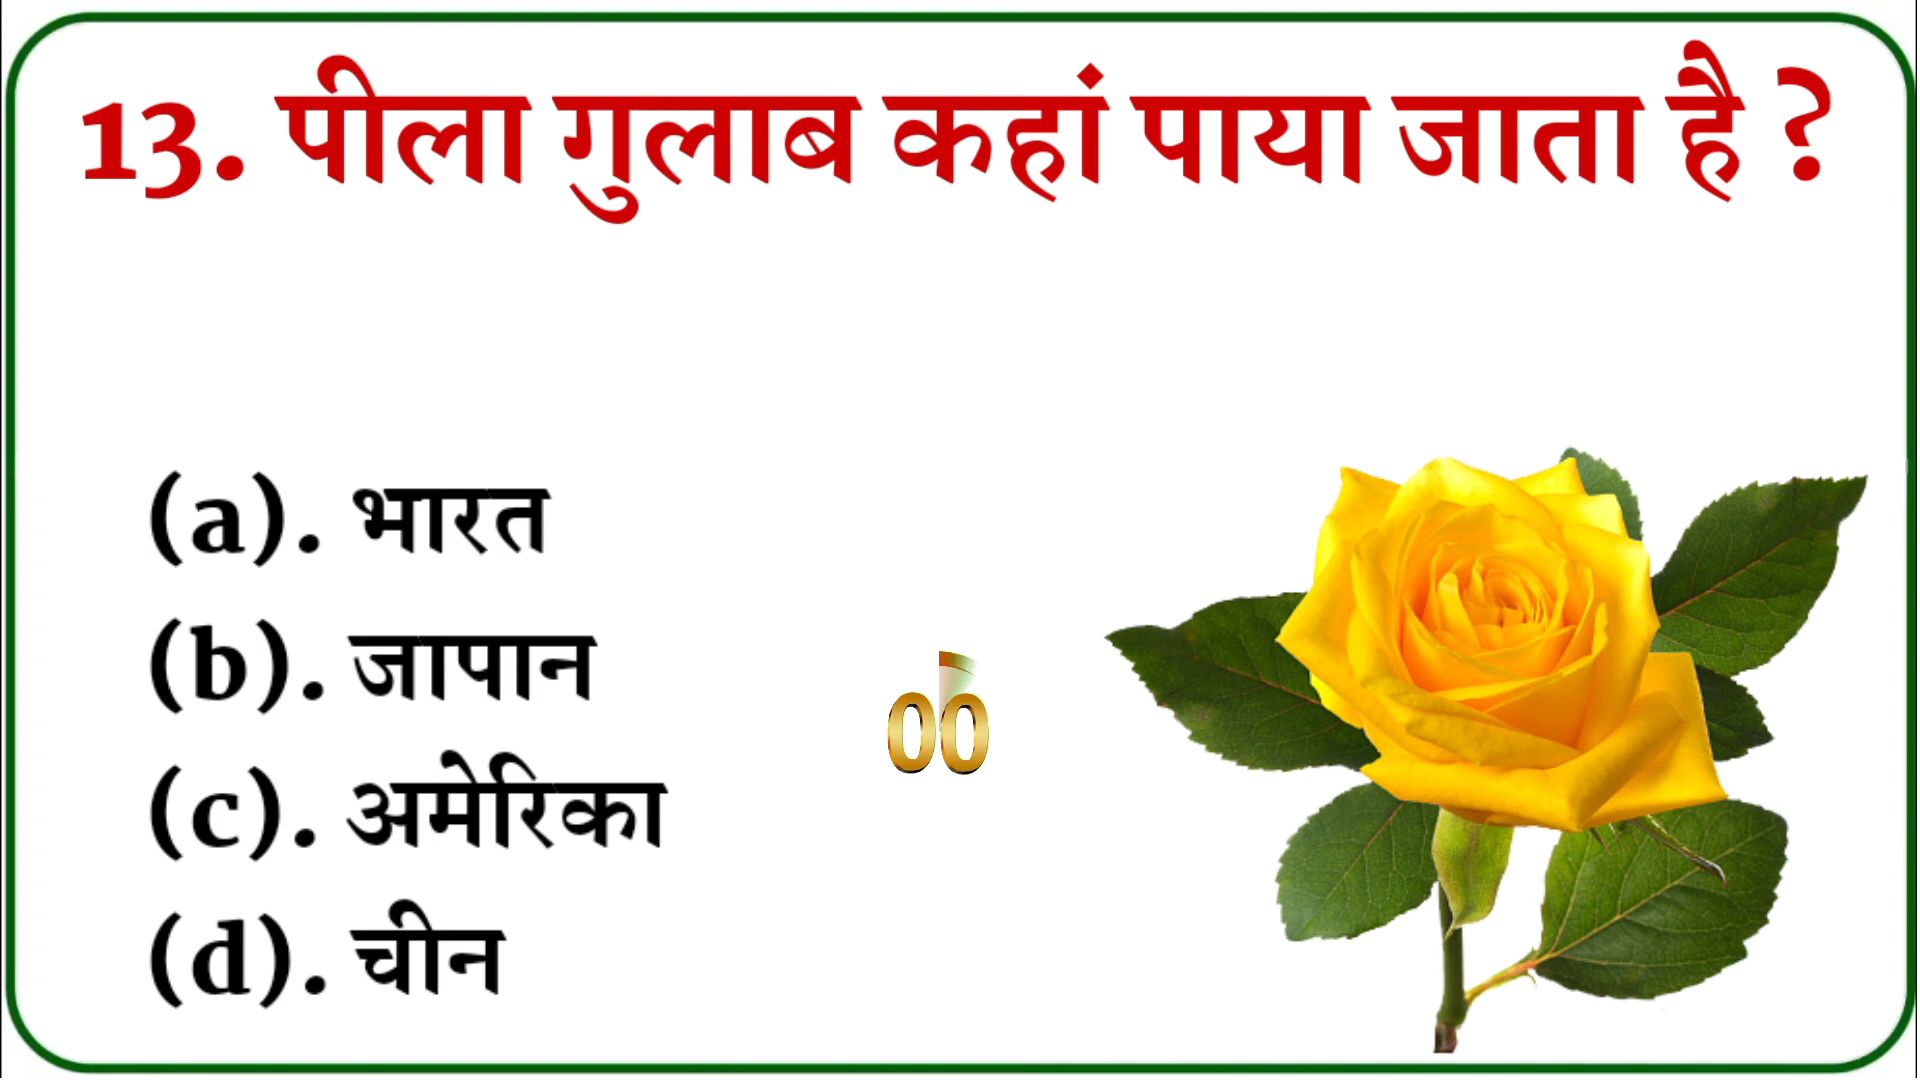 13. पीला गुलाब कहां पाया जाता है ?
(a). भारत
(b). जापान
00
(c). अमेरिका
(d). चीन